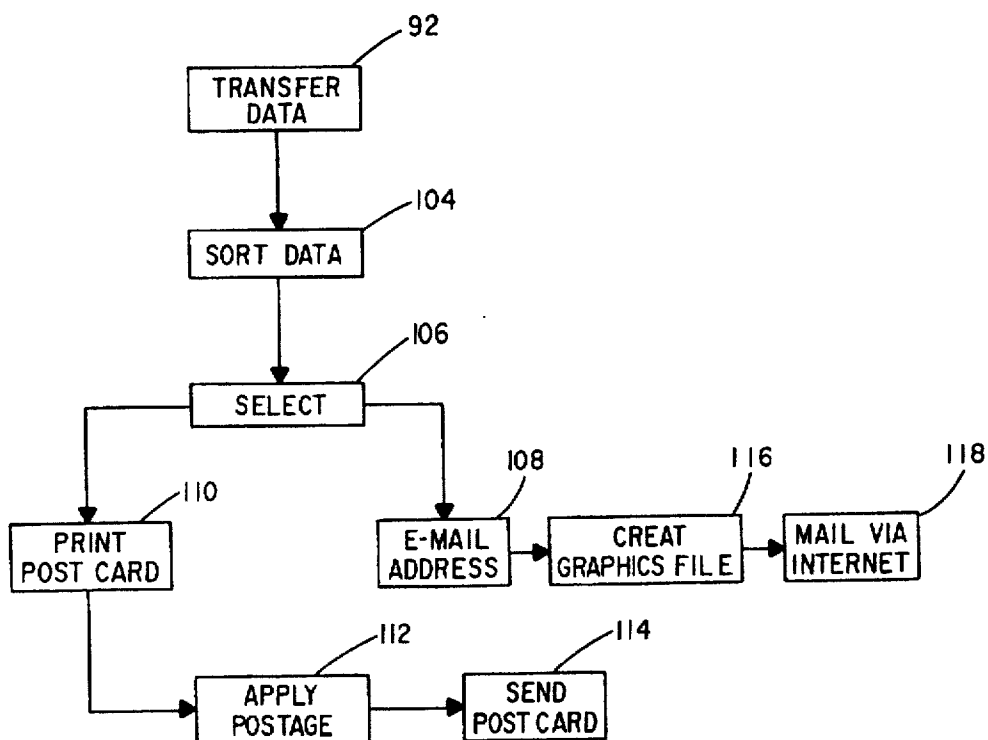 92
TRANSFER
DATA
104
SORT DATA
106
SELECT
108
116
118
110
PRINT
POST CARD
E-MAIL
ADDRESS
CREAT
GRAPHICS FILE
MAIL VIA
INTERNET
112
114
APPLY
POSTAGE
SEND
POST CARD